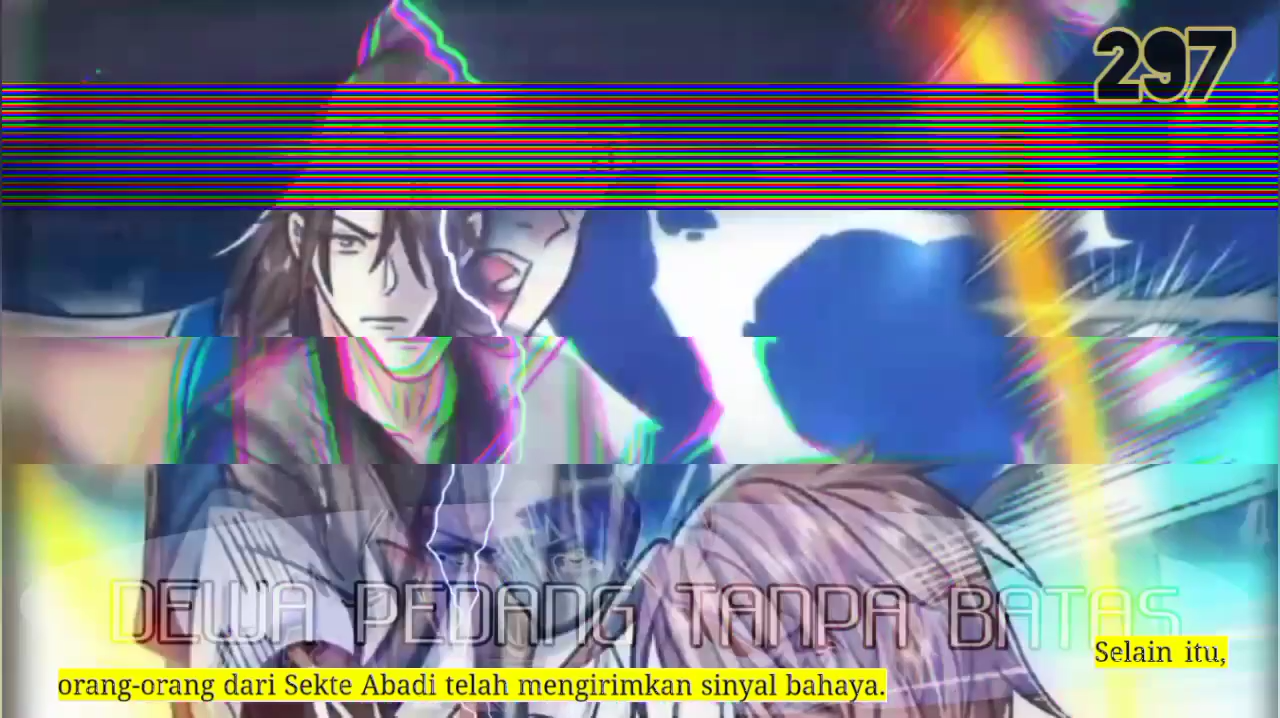 297
DEWA PEDANG TANPA BATAS
Selain itu,
orang-orang dari Sekte Abadi telah mengirimkan sinyal bahaya.